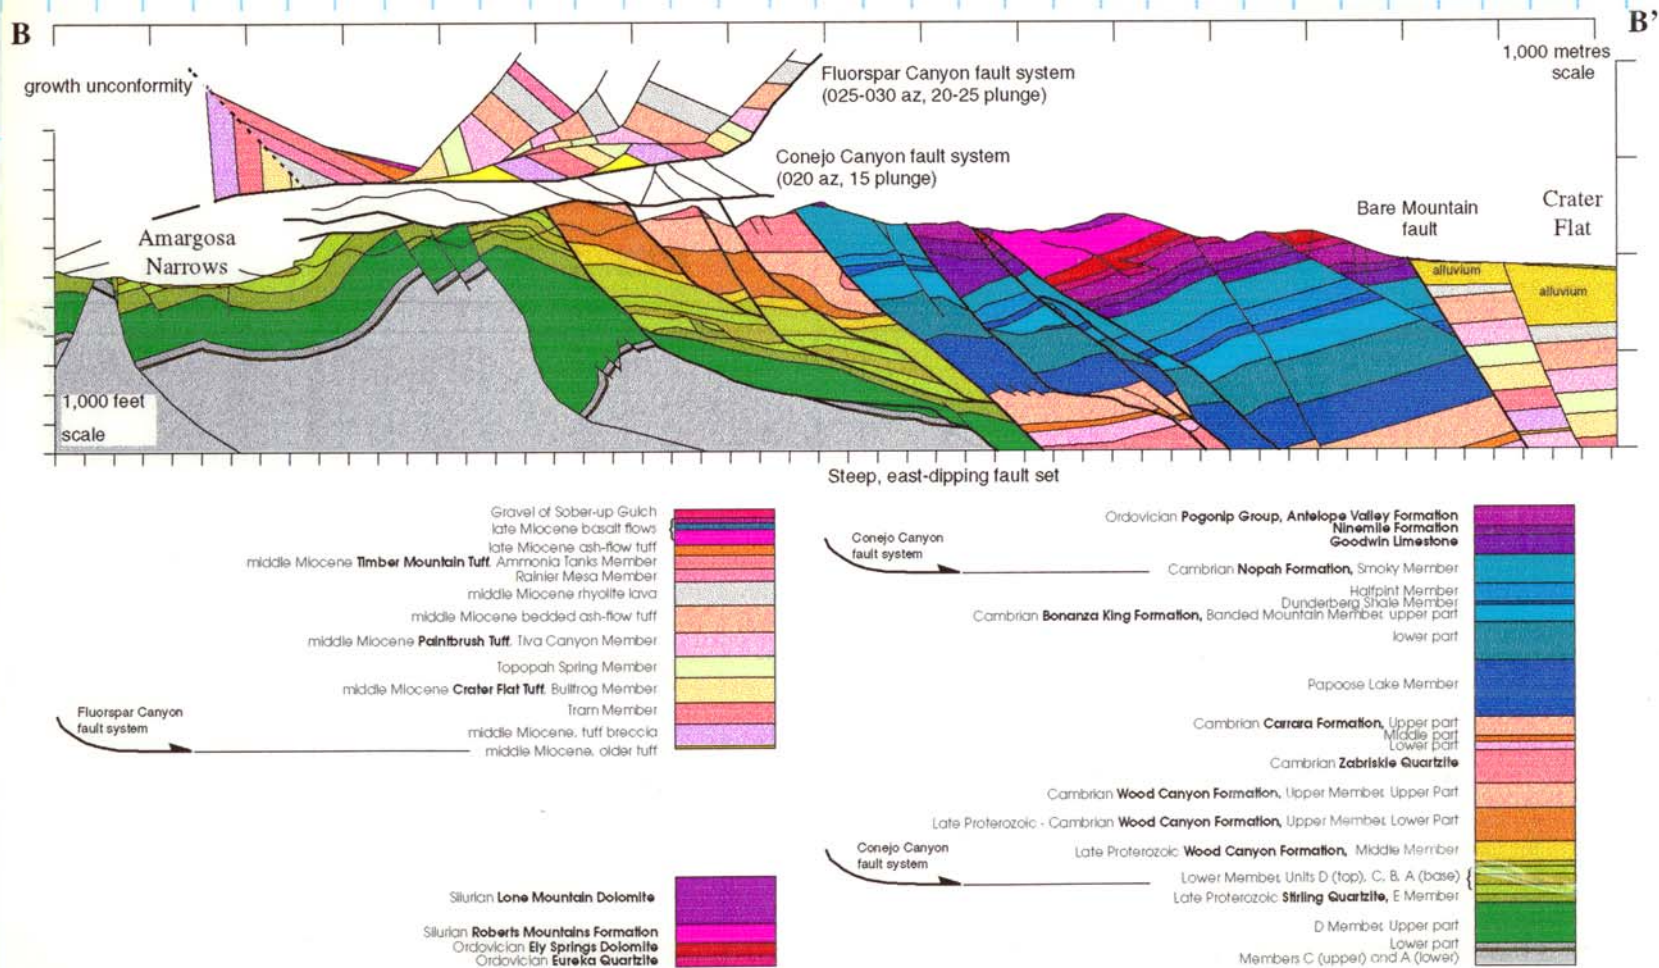 B
B’
1,000 metres
scale
growth unconformity
Fluorspar Canyon fault system
(025-030 az, 20-25 plunge)
Conejo Canyon fault system
(020 az, 15 plunge)
Bare Mountain
fault
Crater
Flat
Amargosa
Narrows
alluvium
alluvium
1,000 feet
scale
Steep, east-dipping fault set
Gravel of Sober-up Gulch
late Miocene basalt flows
late Miocene ash-flow tuff
middle Miocene Timber Mountain Tuff, Ammonia Tanks Member
Rainier Mesa Member
middle Miocene rhyolite lava
middle Miocene bedded ash-flow tuff
middle Miocene Paintbrush Tuff, Tiva Canyon Member
Topopah Spring Member
middle Miocene Crater Flat Tuff, Bullfrog Member
Tram Member
middle Miocene, tuff breccia
middle Miocene, older tuff
Fluorspar Canyon
fault system
Silurian Lone Mountain Dolomite
Silurian Roberts Mountains Formation
Ordovician Ely Springs Dolomite
Ordovician Eureka Quartzite
Ordovician Pogonip Group, Antelope Valley Formation
Ninemile Formation
Goodwin Limestone
Conejo Canyon
fault system
Cambrian Nopah Formation, Smoky Member
Halfpint Member
Dunderberg Shale Member
Cambrian Bonanza King Formation, Banded Mountain Member, upper part
lower part
Papoose Lake Member
Cambrian Carrara Formation, Upper part
Middle part
Lower part
Cambrian Zabriskie Quartzite
Cambrian Wood Canyon Formation, Upper Member, Upper Part
Late Proterozoic - Cambrian Wood Canyon Formation, Upper Member, Lower Part
Conejo Canyon
fault system
Late Proterozoic Wood Canyon Formation, Middle Member
Lower Member, Units D (top), C, B, A (base)
Late Proterozoic Stirling Quartzite, E Member
D Member, Upper part
Lower part
Members C (upper) and A (lower)